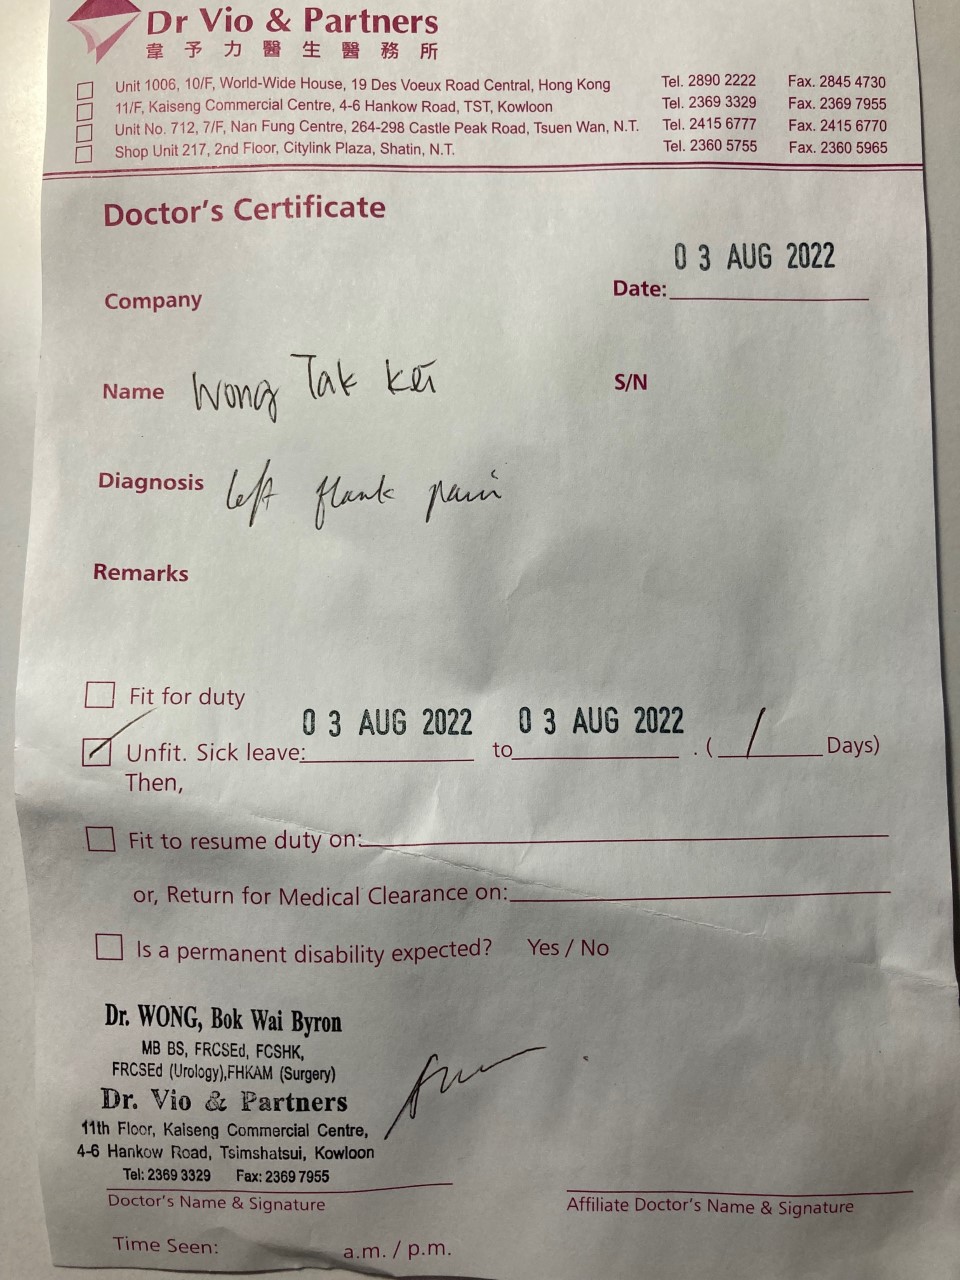 Dr Vio & Partners
韋予力醫生醫務所
Unit 1006, 10/F, World-Wide House, 19 Des Voeux Road Central, Hong Kong Tel. 2890 2222 Fax. 2845 4730
11/F, Kaiseng Commercial Centre, 4-6 Hankow Road, TST, Kowloon Tel. 2369 3329 Fax. 2369 7955
Unit No. 712, 7/F, Nan Fung Centre, 264-298 Castle Peak Road, Tsuen Wan, N.T. Tel. 2415 6777 Fax. 2415 6770
Shop Unit 217, 2nd Floor, Citylink Plaza, Shatin, N.T. Tel. 2360 5755 Fax. 2360 5965
Doctor's Certificate
Company Date: 03 AUG 2022
Name Wong Tak Kei S/N
Diagnosis left flank pain
Remarks
Fit for duty
Unfit. Sick leave: 03 AUG 2022 to 03 AUG 2022 . ( 1 Days)
Then,
Fit to resume duty on:
or, Return for Medical Clearance on:
Is a permanent disability expected? Yes / No
Dr. WONG, Bok Wai Byron
MB BS, FRCSEd, FCSHK,
FRCSEd (Urology),FHKAM (Surgery)
Dr. Vio & Partners
11th Floor, Kaiseng Commercial Centre,
4-6 Hankow Road, Tsimshatsui, Kowloon
Tel: 2369 3329 Fax: 2369 7955
Doctor's Name & Signature Affiliate Doctor's Name & Signature
Time Seen: a.m. / p.m.